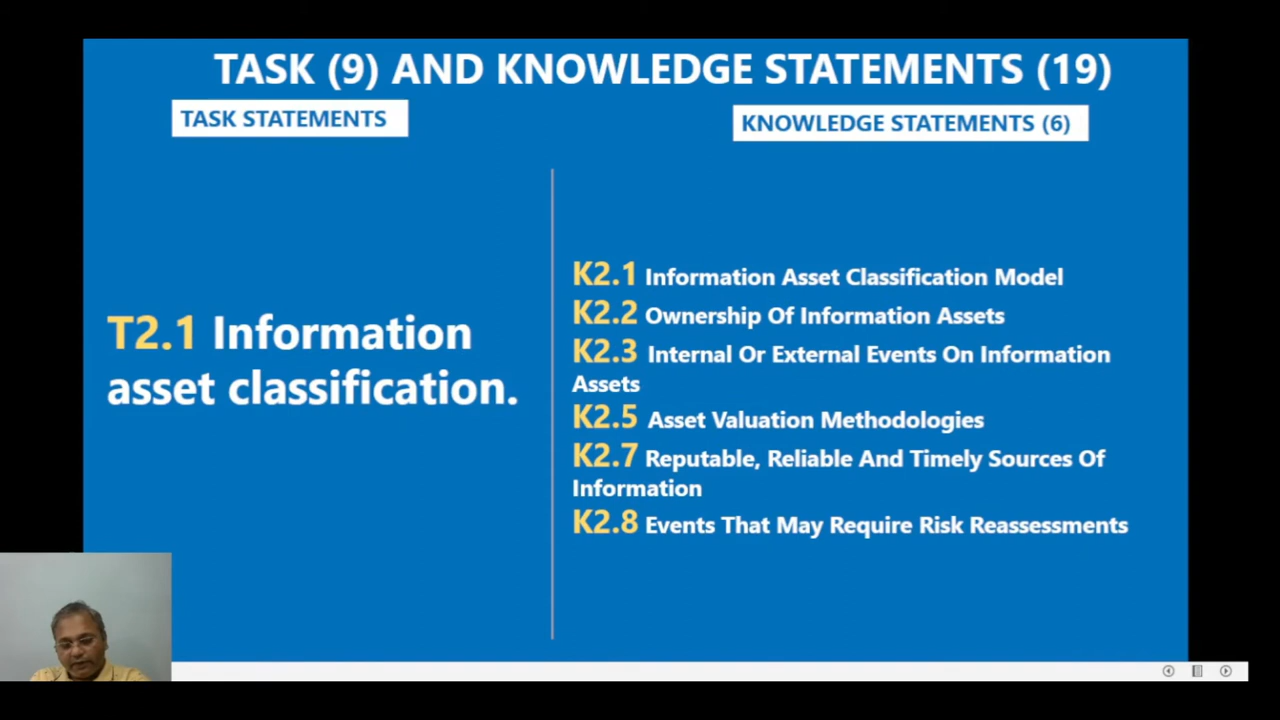 TASK (9) AND KNOWLEDGE STATEMENTS (19)
TASK STATEMENTS
KNOWLEDGE STATEMENTS (6)
T2.1 Information
asset classification.
K2.1 Information Asset Classification Model
K2.2 Ownership Of Information Assets
K2.3 Internal Or External Events On Information
Assets
K2.5 Asset Valuation Methodologies
K2.7 Reputable, Reliable And Timely Sources Of
Information
K2.8 Events That May Require Risk Reassessments